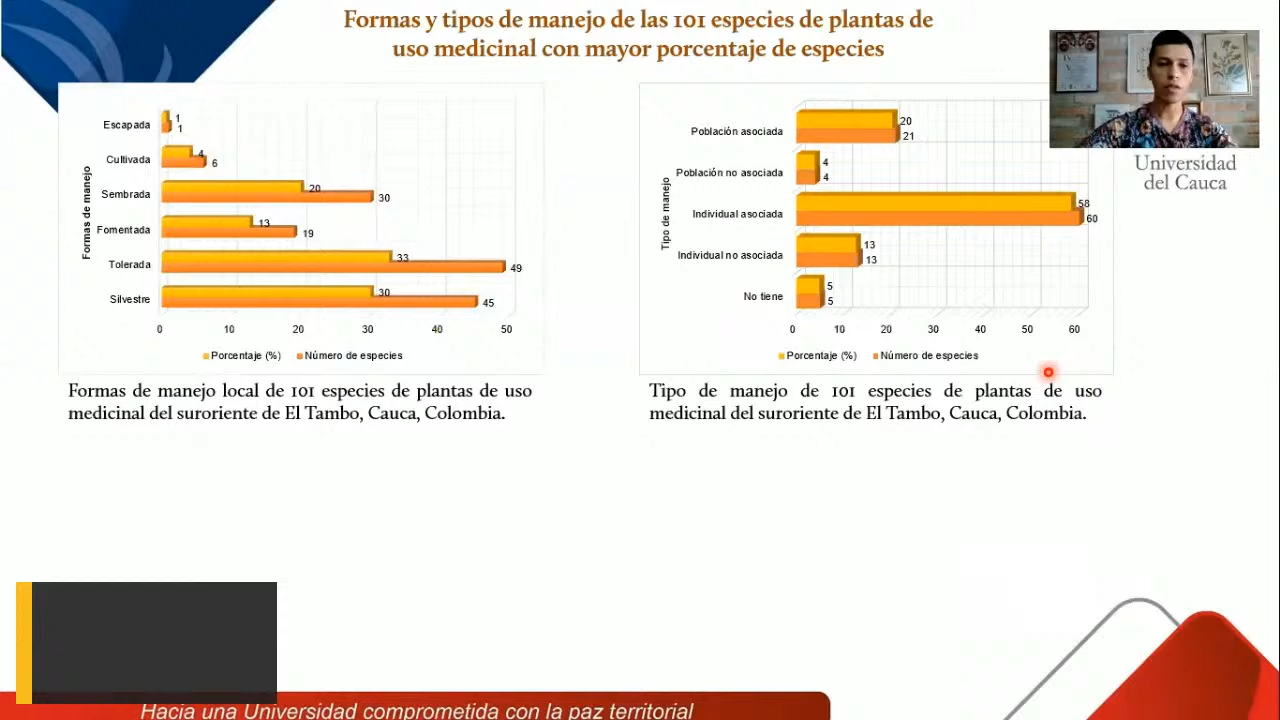 Formas y tipos de manejo de las 101 especies de plantas de
uso medicinal con mayor porcentaje de especies
Universidad
del Cauca
Formas de manejo
Escapada
1
1
Cultivada
4
6
Sembrada
20
30
Fomentada
13
19
Tolerada
33
49
Silvestre
30
45
0 10 20 30 40 50
Porcentaje (%) Número de especies
Formas de manejo local de 101 especies de plantas de uso
medicinal del suroriente de El Tambo, Cauca, Colombia.
Tipo de manejo
Población asociada
20
21
Población no asociada
4
4
Individual asociada
58
60
Individual no asociada
13
13
No tiene
5
5
0 10 20 30 40 50 60
Porcentaje (%) Número de especies
Tipo de manejo de 101 especies de plantas de uso
medicinal del suroriente de El Tambo, Cauca, Colombia.
Hacia una Universidad comprometida con la paz territorial